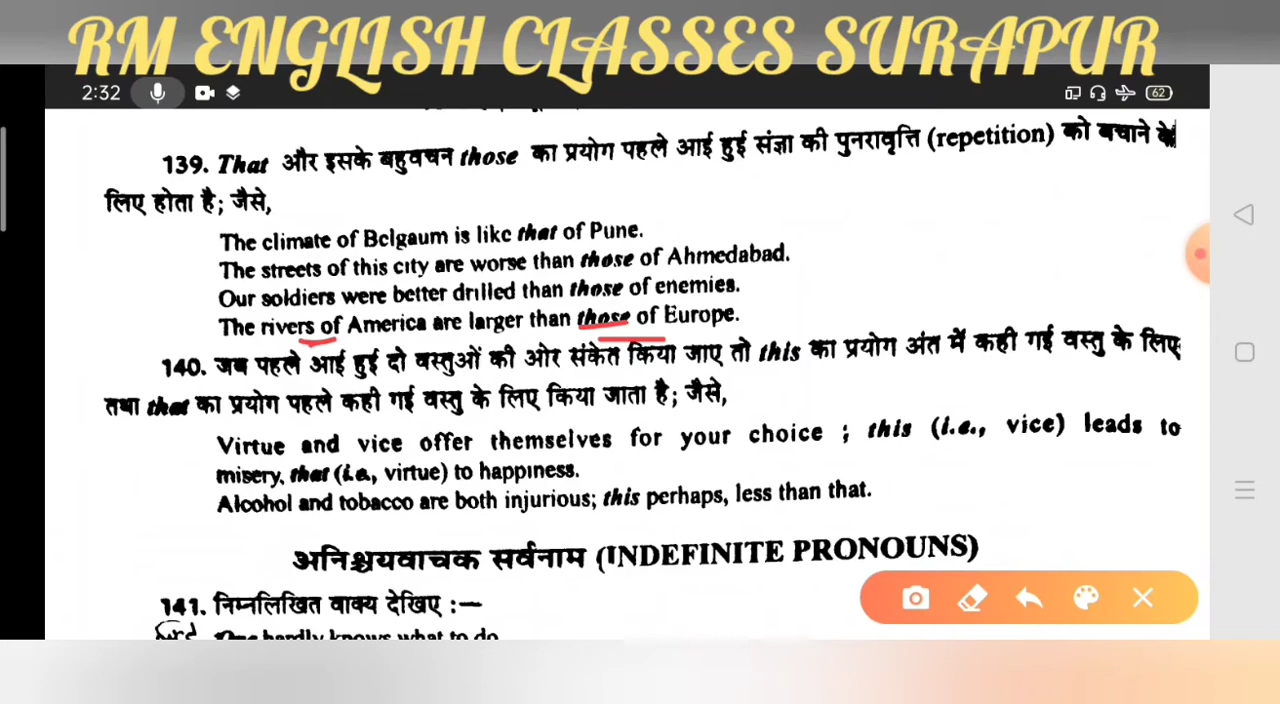 RM ENGLISH CLASSES SURAPUR
2:32
62
139. That और इसके बहुवचन those का प्रयोग पहले आई हुई संज्ञा की पुनरावृत्ति (repetition) को बचाने के
लिए होता है; जैसे,
The climate of Belgaum is like that of Pune.
The streets of this city are worse than those of Ahmedabad.
Our soldiers were better drilled than those of enemies.
The rivers of America are larger than those of Europe.
140. जब पहले आई हुई दो वस्तुओं की ओर संकेत किया जाए तो this का प्रयोग अंत में कही गई वस्तु के लिए
तथा that का प्रयोग पहले कही गई वस्तु के लिए किया जाता है; जैसे,
Virtue and vice offer themselves for your choice ; this (i.e., vice) leads to
misery, that (i.e., virtue) to happiness.
Alcohol and tobacco are both injurious; this perhaps, less than that.
अनिश्चयवाचक सर्वनाम (INDEFINITE PRONOUNS)
141. निम्नलिखित वाक्य देखिए :—
One hardly knows what to do